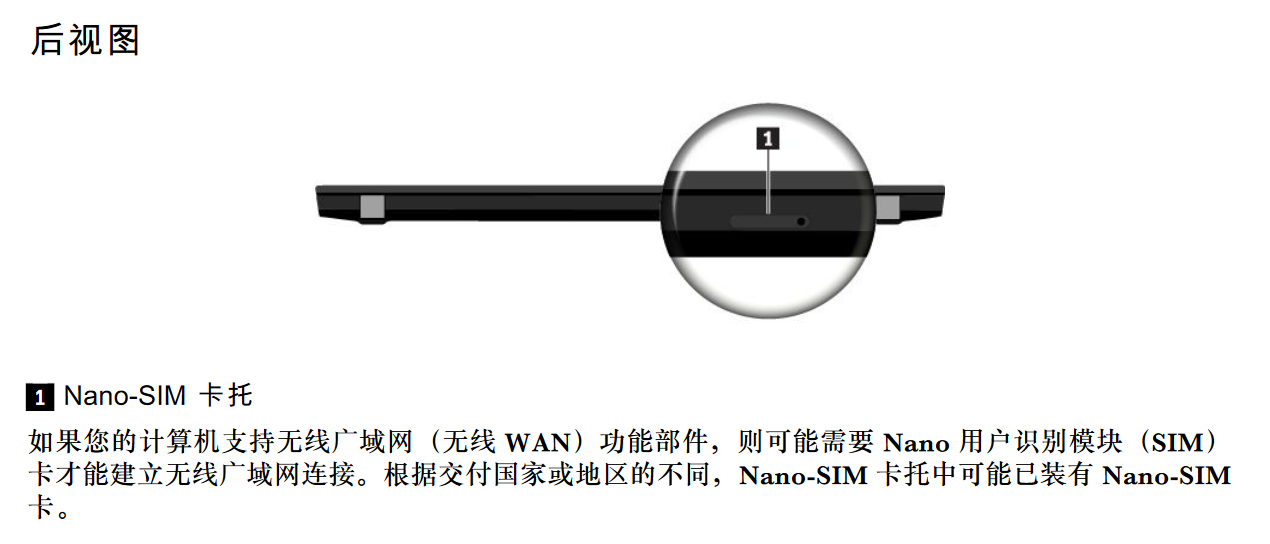 后视图
1
1 Nano-SIM 卡托
如果您的计算机支持无线广域网（无线 WAN）功能部件，则可能需要 Nano 用户识别模块（SIM）
卡才能建立无线广域网连接。根据交付国家或地区的不同，Nano-SIM 卡托中可能已装有 Nano-SIM
卡。